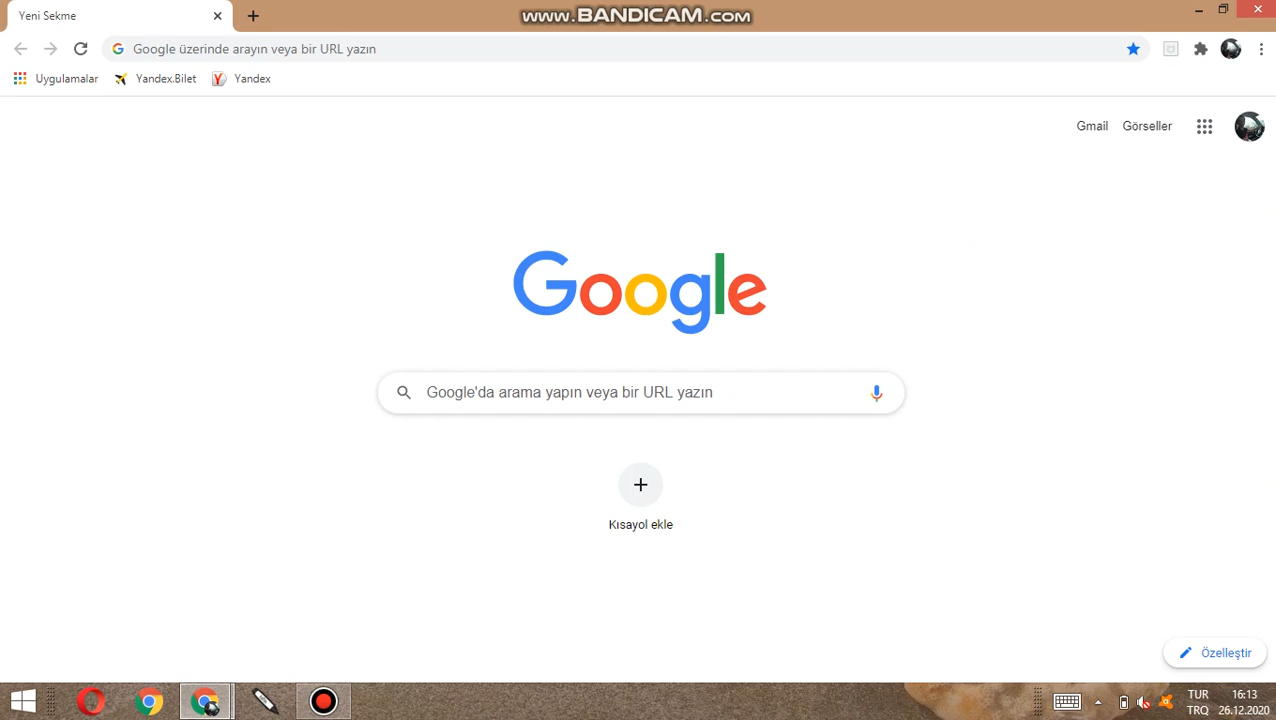 Yeni Sekme
www.BANDICAM.com
Google üzerinde arayın veya bir URL yazın
Uygulamalar
Yandex.Bilet
Yandex
Gmail
Görseller
Google
Google'da arama yapın veya bir URL yazın
Kısayol ekle
Özelleştir
TUR
TRQ
16:13
26.12.2020